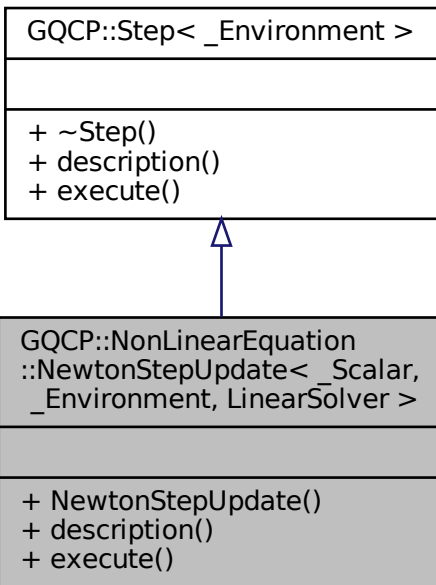 GQCP::Step< _Environment >
+ ~Step()
+ description()
+ execute()
GQCP::NonLinearEquation
::NewtonStepUpdate< _Scalar,
_Environment, LinearSolver >
+ NewtonStepUpdate()
+ description()
+ execute()